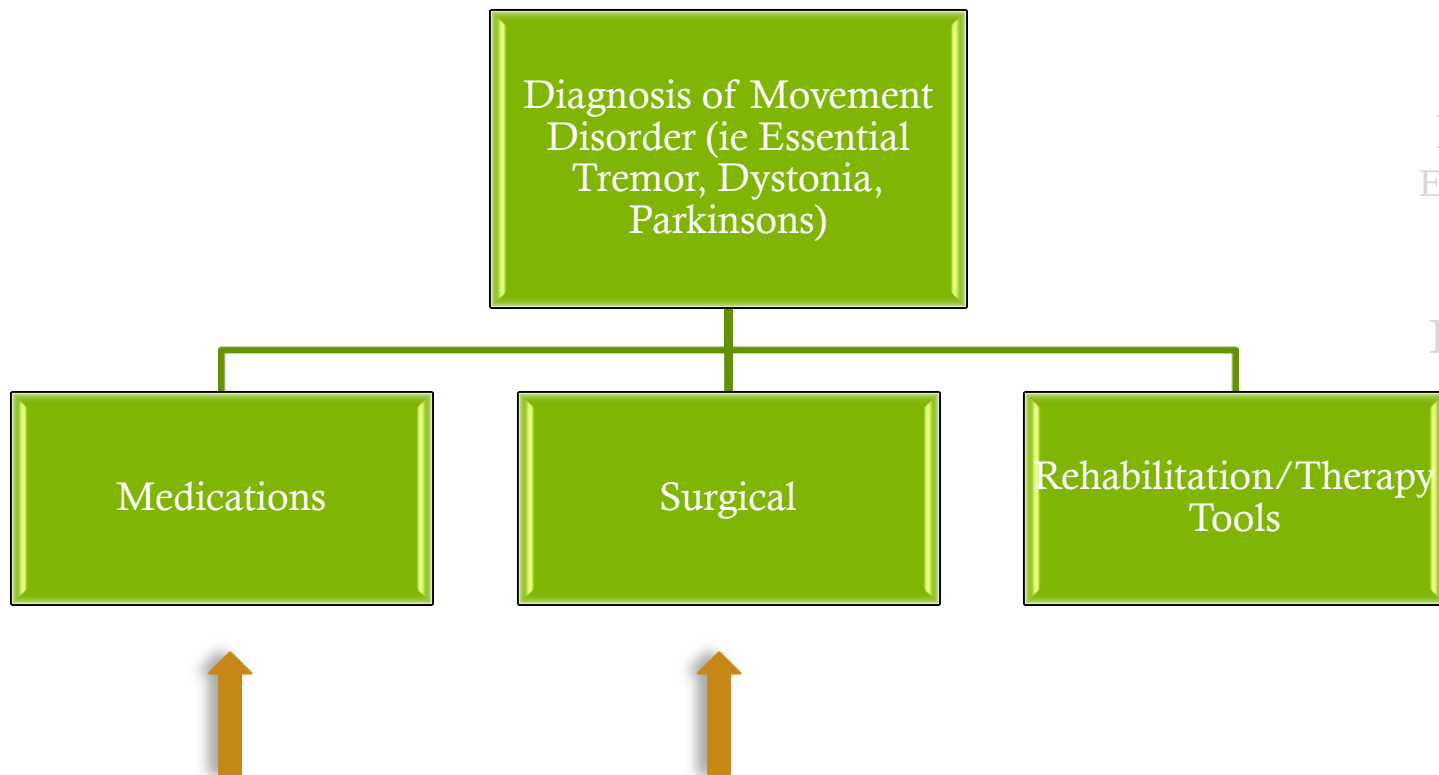 Diagnosis of Movement
Disorder (ie Essential
Tremor, Dystonia,
Parkinsons)
Medications
Surgical
Rehabilitation/Therapy
Tools